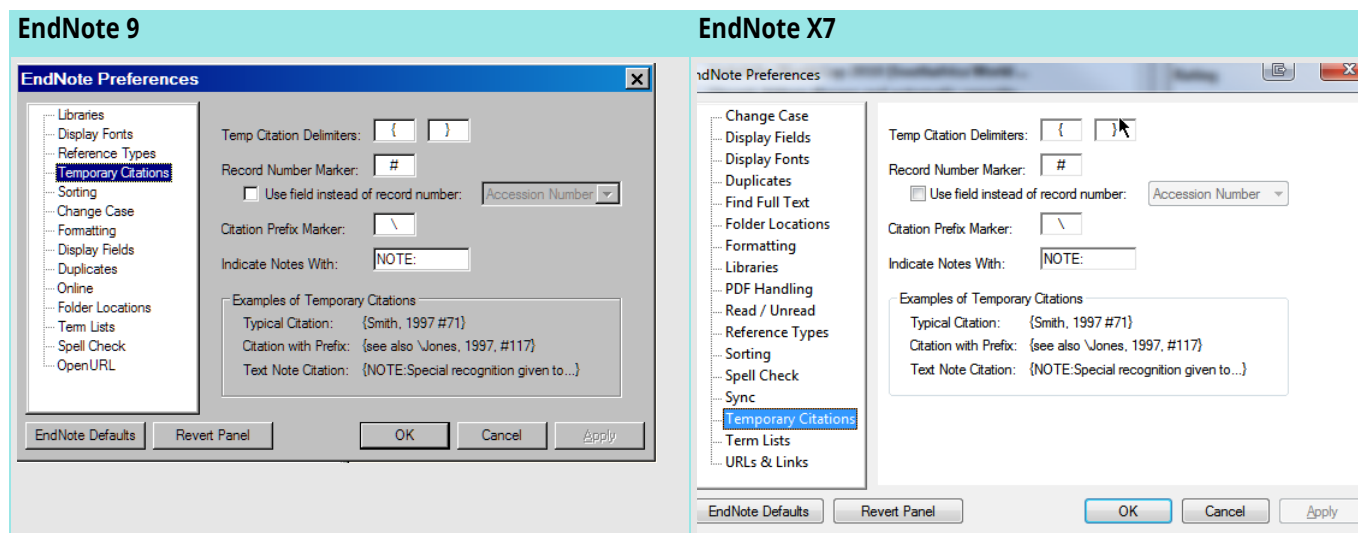 EndNote 9
EndNote Preferences
Libraries
Display Fonts
Reference Types
Temporary Citations
Sorting
Change Case
Formatting
Display Fields
Duplicates
Online
Folder Locations
Term Lists
Spell Check
OpenURL
Temp Citation Delimiters: { }
Record Number Marker: #
Use field instead of record number: Accession Number
Citation Prefix Marker: \
Indicate Notes With: NOTE:
Examples of Temporary Citations
Typical Citation: {Smith, 1997 #71}
Citation with Prefix: {see also \Jones, 1997, #117}
Text Note Citation: {NOTE:Special recognition given to...}
EndNote Defaults Revert Panel OK Cancel Apply
EndNote X7
ndNote Preferences
Change Case
Display Fields
Display Fonts
Duplicates
Find Full Text
Folder Locations
Formatting
Libraries
PDF Handling
Read / Unread
Reference Types
Sorting
Spell Check
Sync
Temporary Citations
Term Lists
URLs & Links
Temp Citation Delimiters: { }
Record Number Marker: #
Use field instead of record number: Accession Number
Citation Prefix Marker: \
Indicate Notes With: NOTE:
Examples of Temporary Citations
Typical Citation: {Smith, 1997 #71}
Citation with Prefix: {see also \Jones, 1997, #117}
Text Note Citation: {NOTE:Special recognition given to...}
EndNote Defaults Revert Panel OK Cancel Apply